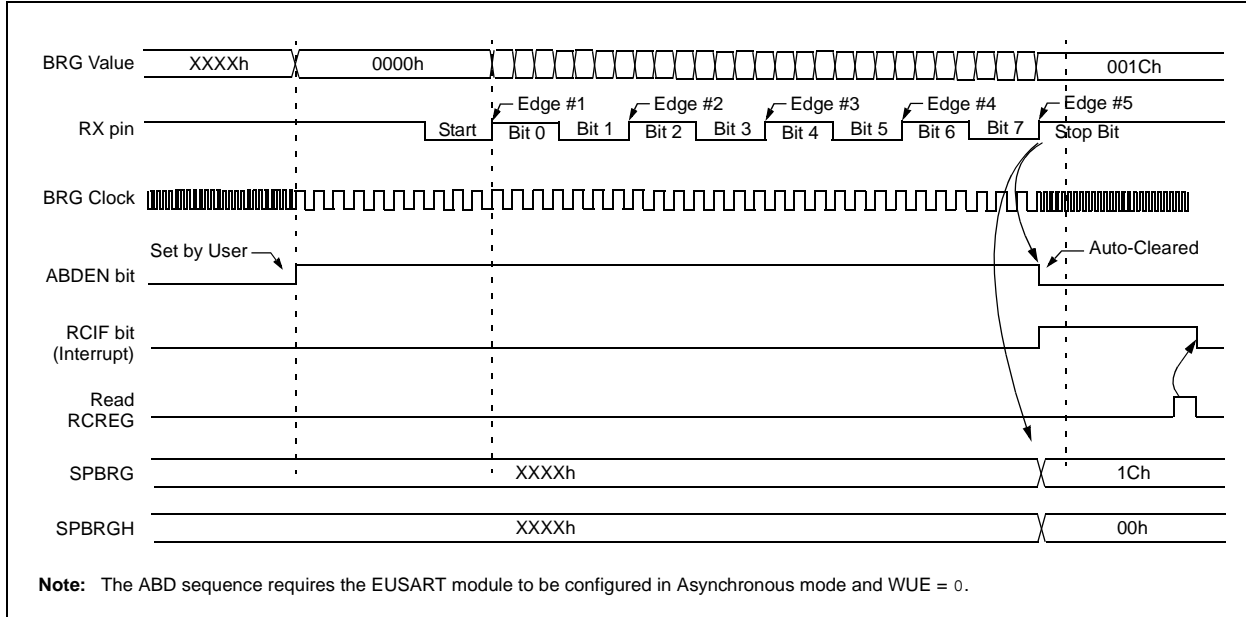 BRG Value XXXXh 0000h 001Ch
Edge #1 Edge #2 Edge #3 Edge #4 Edge #5
RX pin Start Bit 0 Bit 1 Bit 2 Bit 3 Bit 4 Bit 5 Bit 6 Bit 7 Stop Bit
BRG Clock
Set by User Auto-Cleared
ABDEN bit
RCIF bit
(Interrupt)
Read
RCREG
SPBRG XXXXh 1Ch
SPBRGH XXXXh 00h
Note: The ABD sequence requires the EUSART module to be configured in Asynchronous mode and WUE = 0.